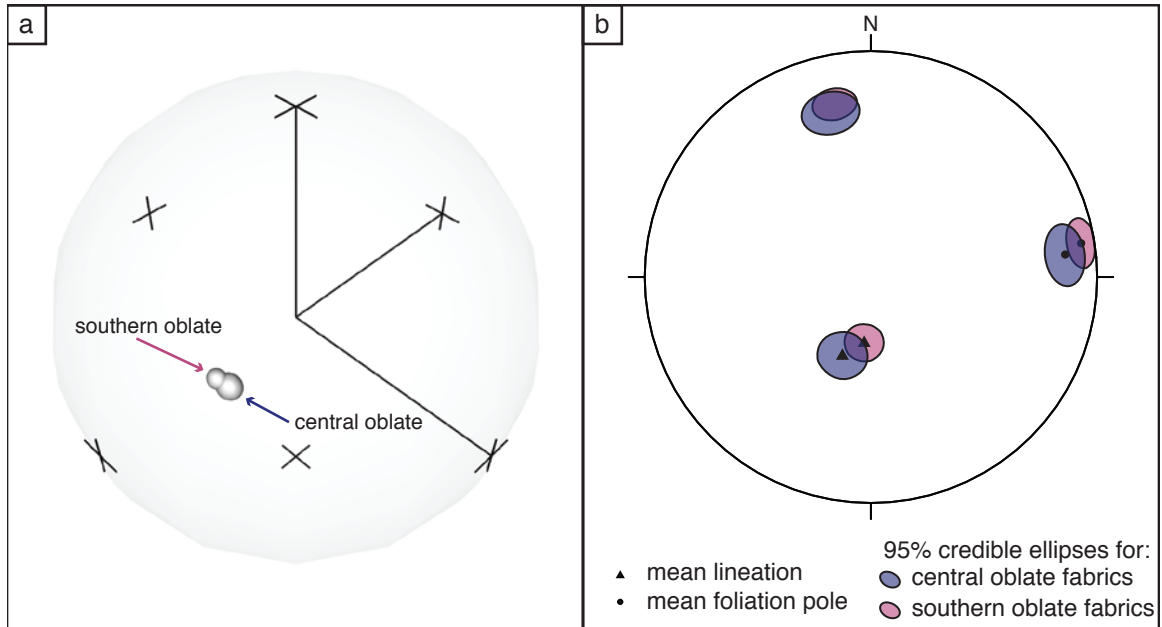 a
southern oblate
central oblate
b
N
mean lineation
mean foliation pole
95% credible ellipses for:
central oblate fabrics
southern oblate fabrics